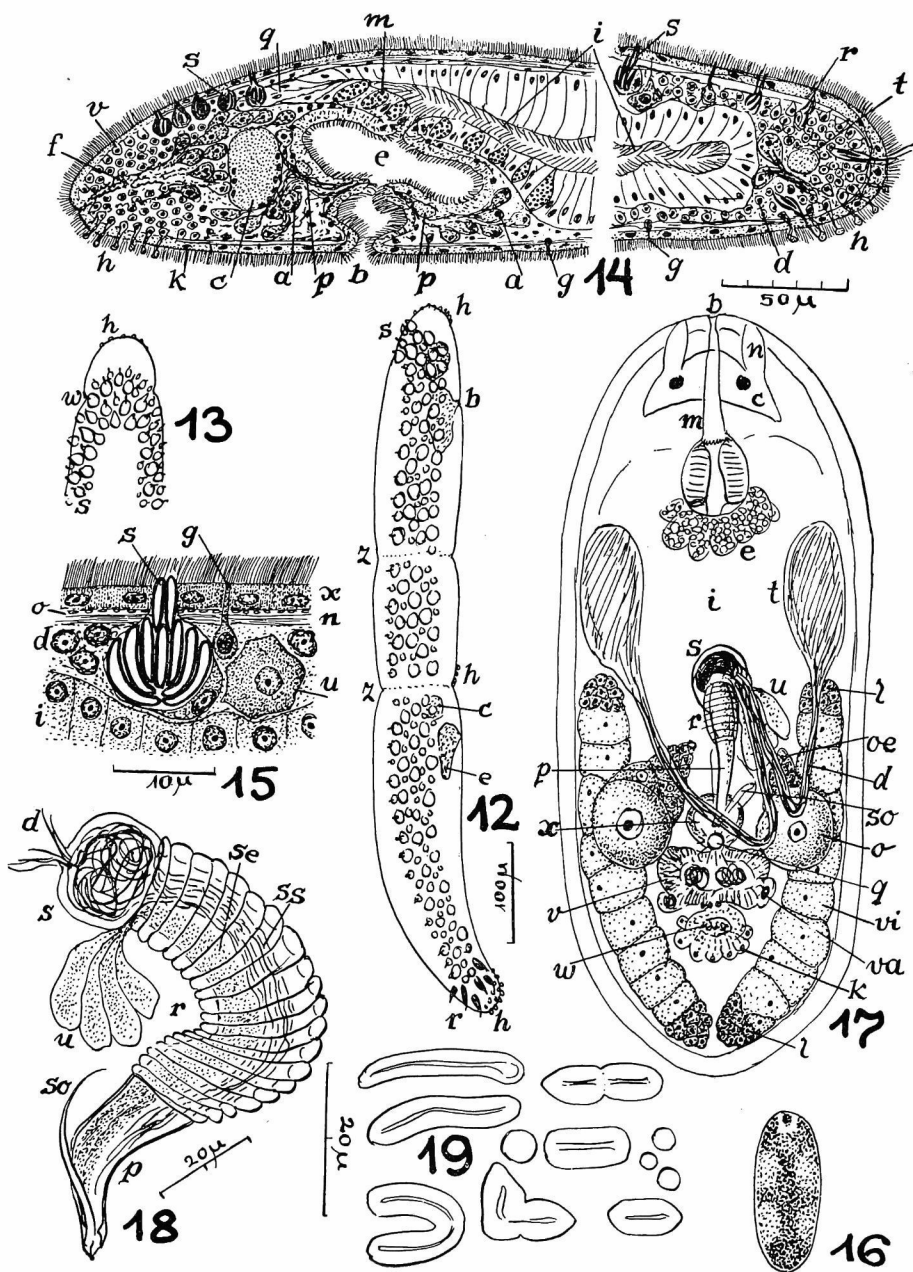 q m i s r
s t
v
f e
h k c a p b p a g 14 g d h
50 µ
h
w 13
s
h
s
b
z
z h
c
e
12
100 µ
r h
b
n
c
m
e
i t
s
u l
r oe
p d
x so
o
q
v vi
w va
k
l 17
s g
o x
n
d
i u
10 µ 15
d se
s ss
r
u
so
p 20 µ
18
20 µ
19
16